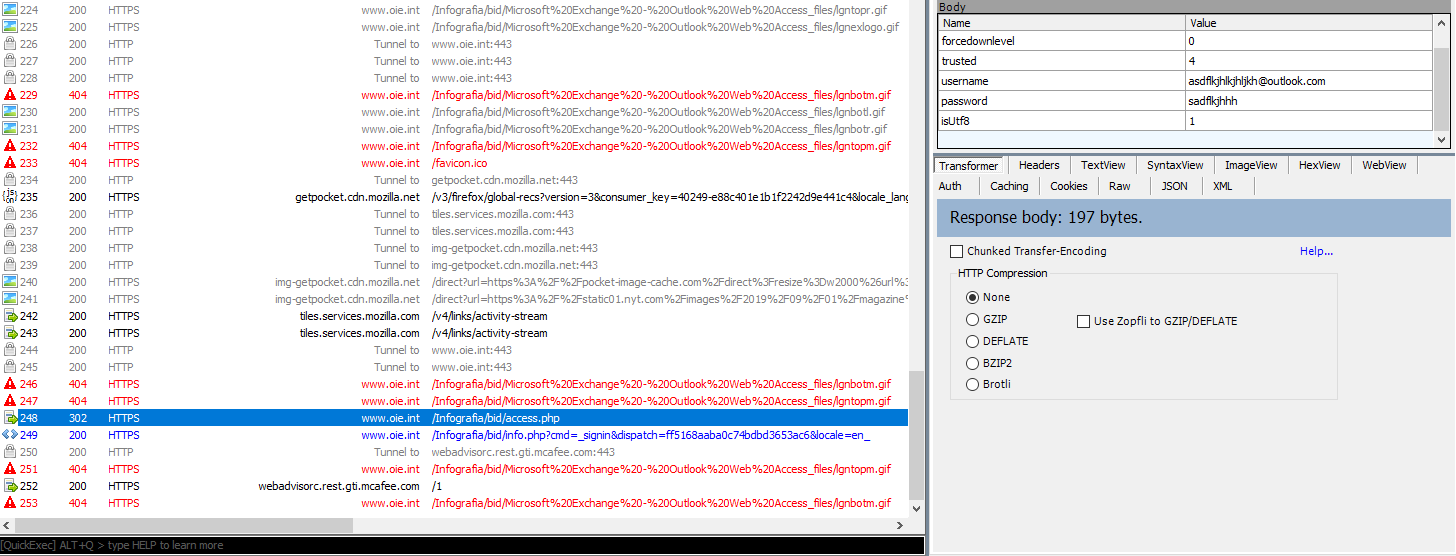 224 200 HTTPS www.oie.int /Infografia/bid/Microsoft%20Exchange%20-%20Outlook%20Web%20Access_files/lgntopr.gif
225 200 HTTPS www.oie.int /Infografia/bid/Microsoft%20Exchange%20-%20Outlook%20Web%20Access_files/lgnexlogo.gif
226 200 HTTP Tunnel to www.oie.int:443
227 200 HTTP Tunnel to www.oie.int:443
228 200 HTTP Tunnel to www.oie.int:443
229 404 HTTPS www.oie.int /Infografia/bid/Microsoft%20Exchange%20-%20Outlook%20Web%20Access_files/lgnbotm.gif
230 200 HTTPS www.oie.int /Infografia/bid/Microsoft%20Exchange%20-%20Outlook%20Web%20Access_files/lgnbotl.gif
231 200 HTTPS www.oie.int /Infografia/bid/Microsoft%20Exchange%20-%20Outlook%20Web%20Access_files/lgnbotr.gif
232 404 HTTPS www.oie.int /Infografia/bid/Microsoft%20Exchange%20-%20Outlook%20Web%20Access_files/lgntopm.gif
233 404 HTTPS www.oie.int /favicon.ico
234 200 HTTP Tunnel to getpocket.cdn.mozilla.net:443
235 200 HTTPS getpocket.cdn.mozilla.net /v3/firefox/global-recs?version=3&consumer_key=40249-e88c401e1b1f2242d9e441c4&locale_lang
236 200 HTTP Tunnel to tiles.services.mozilla.com:443
237 200 HTTP Tunnel to tiles.services.mozilla.com:443
238 200 HTTP Tunnel to img-getpocket.cdn.mozilla.net:443
239 200 HTTP Tunnel to img-getpocket.cdn.mozilla.net:443
240 200 HTTPS img-getpocket.cdn.mozilla.net /direct?url=https%3A%2F%2Fpocket-image-cache.com%2Fdirect%3Fresize%3Dw2000%26url%3
241 200 HTTPS img-getpocket.cdn.mozilla.net /direct?url=https%3A%2F%2Fstatic01.nyt.com%2Fimages%2F2019%2F09%2F01%2Fmagazine%
242 200 HTTPS tiles.services.mozilla.com /v4/links/activity-stream
243 200 HTTPS tiles.services.mozilla.com /v4/links/activity-stream
244 200 HTTP Tunnel to www.oie.int:443
245 200 HTTP Tunnel to www.oie.int:443
246 404 HTTPS www.oie.int /Infografia/bid/Microsoft%20Exchange%20-%20Outlook%20Web%20Access_files/lgnbotm.gif
247 404 HTTPS www.oie.int /Infografia/bid/Microsoft%20Exchange%20-%20Outlook%20Web%20Access_files/lgntopm.gif
248 302 HTTPS www.oie.int /Infografia/bid/access.php
249 200 HTTPS www.oie.int /Infografia/bid/info.php?cmd=_signin&dispatch=ff5168aaba0c74bdbd3653ac6&locale=en_
250 200 HTTP Tunnel to webadvisorc.rest.gti.mcafee.com:443
251 404 HTTPS www.oie.int /Infografia/bid/Microsoft%20Exchange%20-%20Outlook%20Web%20Access_files/lgntopm.gif
252 200 HTTPS webadvisorc.rest.gti.mcafee.com /1
253 404 HTTPS www.oie.int /Infografia/bid/Microsoft%20Exchange%20-%20Outlook%20Web%20Access_files/lgnbotm.gif
[QuickExec] ALT+Q > type HELP to learn more
Body
Name Value
forcedownlevel 0
trusted 4
username asdflkjhlkjhljkh@outlook.com
password sadflkjhhh
isUtf8 1
Transformer Headers TextView SyntaxView ImageView HexView WebView
Auth Caching Cookies Raw JSON XML
Response body: 197 bytes.
Chunked Transfer-Encoding Help...
HTTP Compression
None
GZIP Use Zopfli to GZIP/DEFLATE
DEFLATE
BZIP2
Brotli